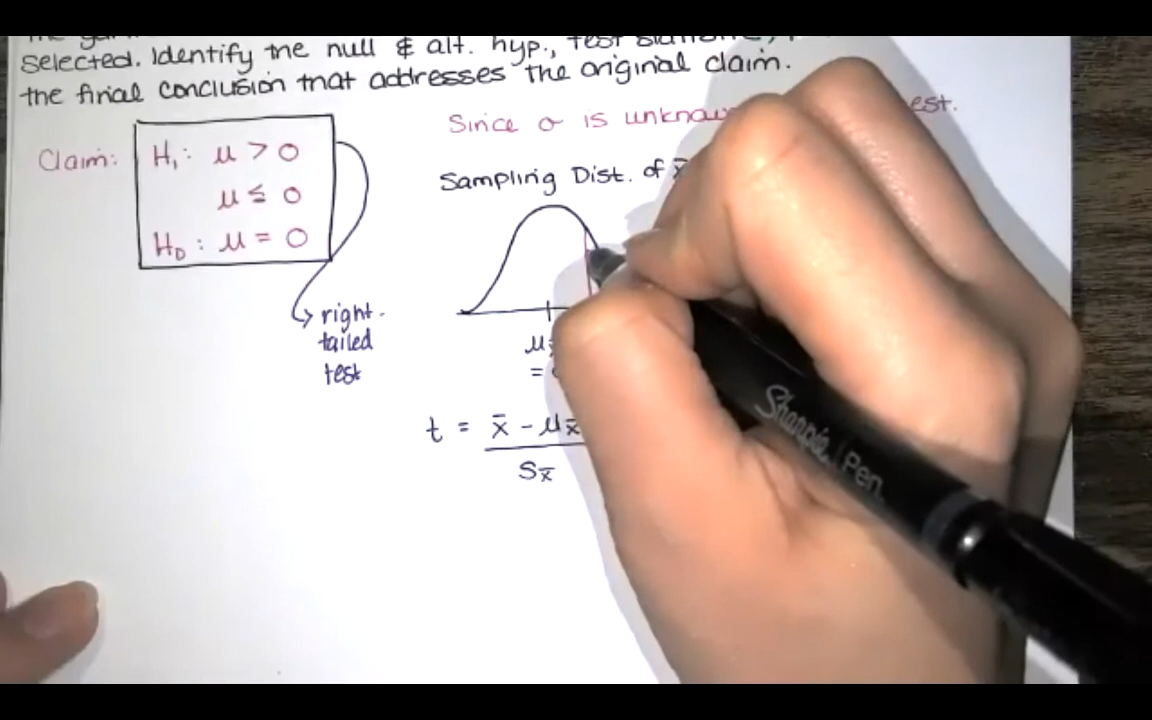 selected. Identify the null & alt. hyp., test
the final conclusion that addresses the original claim.
Since σ is unknown est.
Claim: H₁: μ > 0
μ ≤ 0
H₀: μ = 0
right-
tailed
test
Sampling Dist. of x̄
μ
=
t = x̄ - μx̄
Sx̄
Sharpie Pen